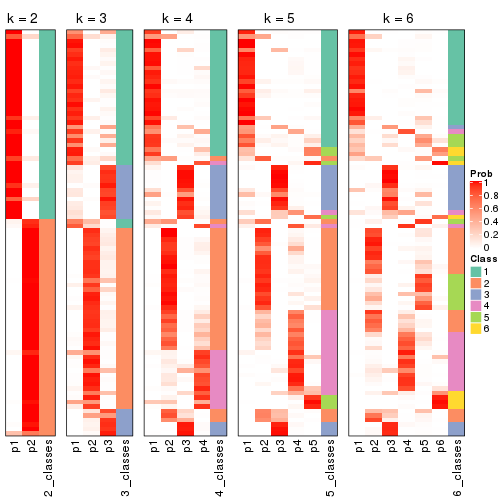 k = 2
k = 3
k = 4
k = 5
k = 6
p1
p2
2_classes
p1
p2
p3
3_classes
p1
p2
p3
p4
4_classes
p1
p2
p3
p4
p5
5_classes
p1
p2
p3
p4
p5
p6
6_classes
Prob
1
0.8
0.6
0.4
0.2
0
Class
1
2
3
4
5
6